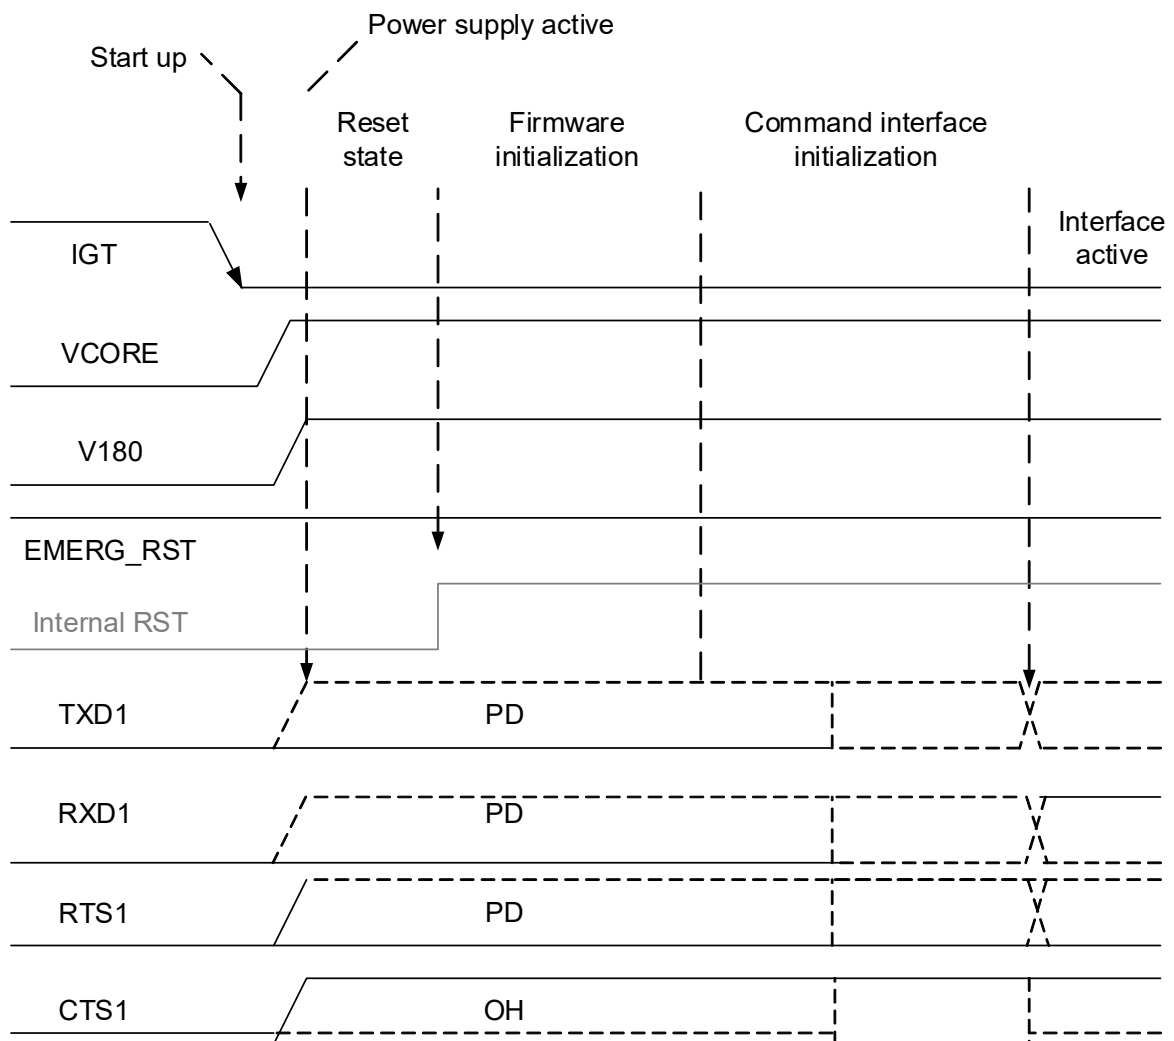 Power supply active
Start up
Reset
state
Firmware
initialization
Command interface
initialization
Interface
active
IGT
VCORE
V180
EMERG_RST
Internal RST
TXD1
PD
RXD1
PD
RTS1
PD
CTS1
OH